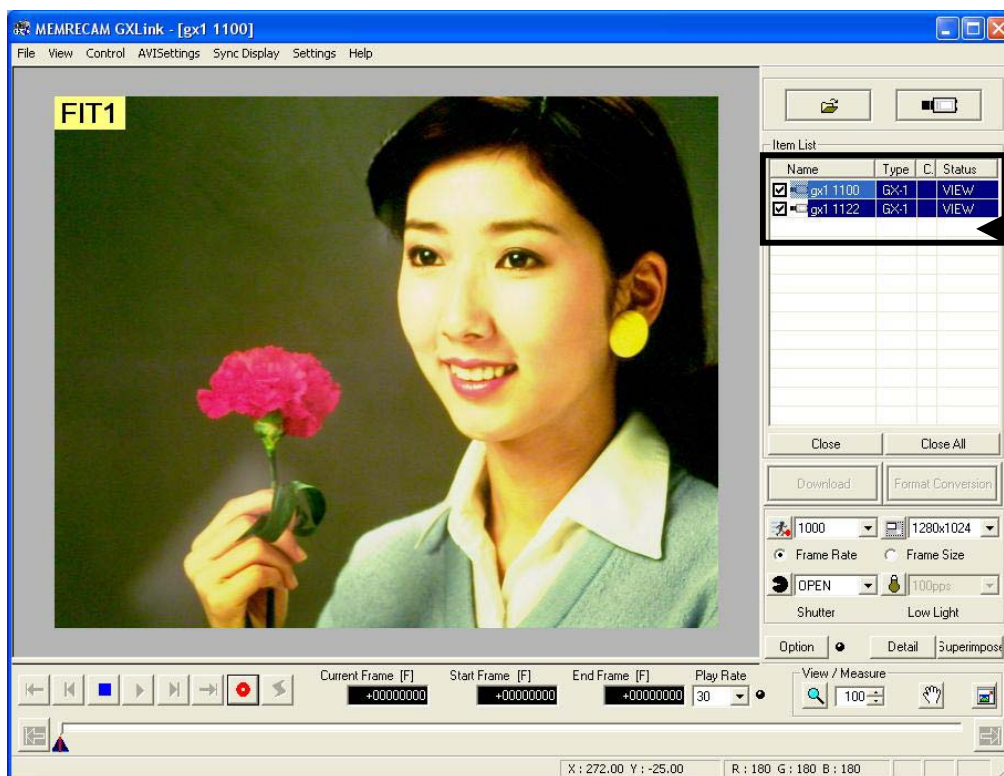 MEMRECAM GXLink - [gx1 1100]
File View Control AVISettings Sync Display Settings Help
FIT1
Item List
Name Type C. Status
gx1 1100 GX-1 VIEW
gx1 1122 GX-1 VIEW
Close Close All
Download Format Conversion
1000 1280x1024
Frame Rate Frame Size
OPEN 100pps
Shutter Low Light
Option Detail Superimpose
Current Frame [F] Start Frame [F] End Frame [F] Play Rate View / Measure
+00000000 +00000000 +00000000 30 100
X : 272.00 Y : -25.00 R : 180 G : 180 B : 180